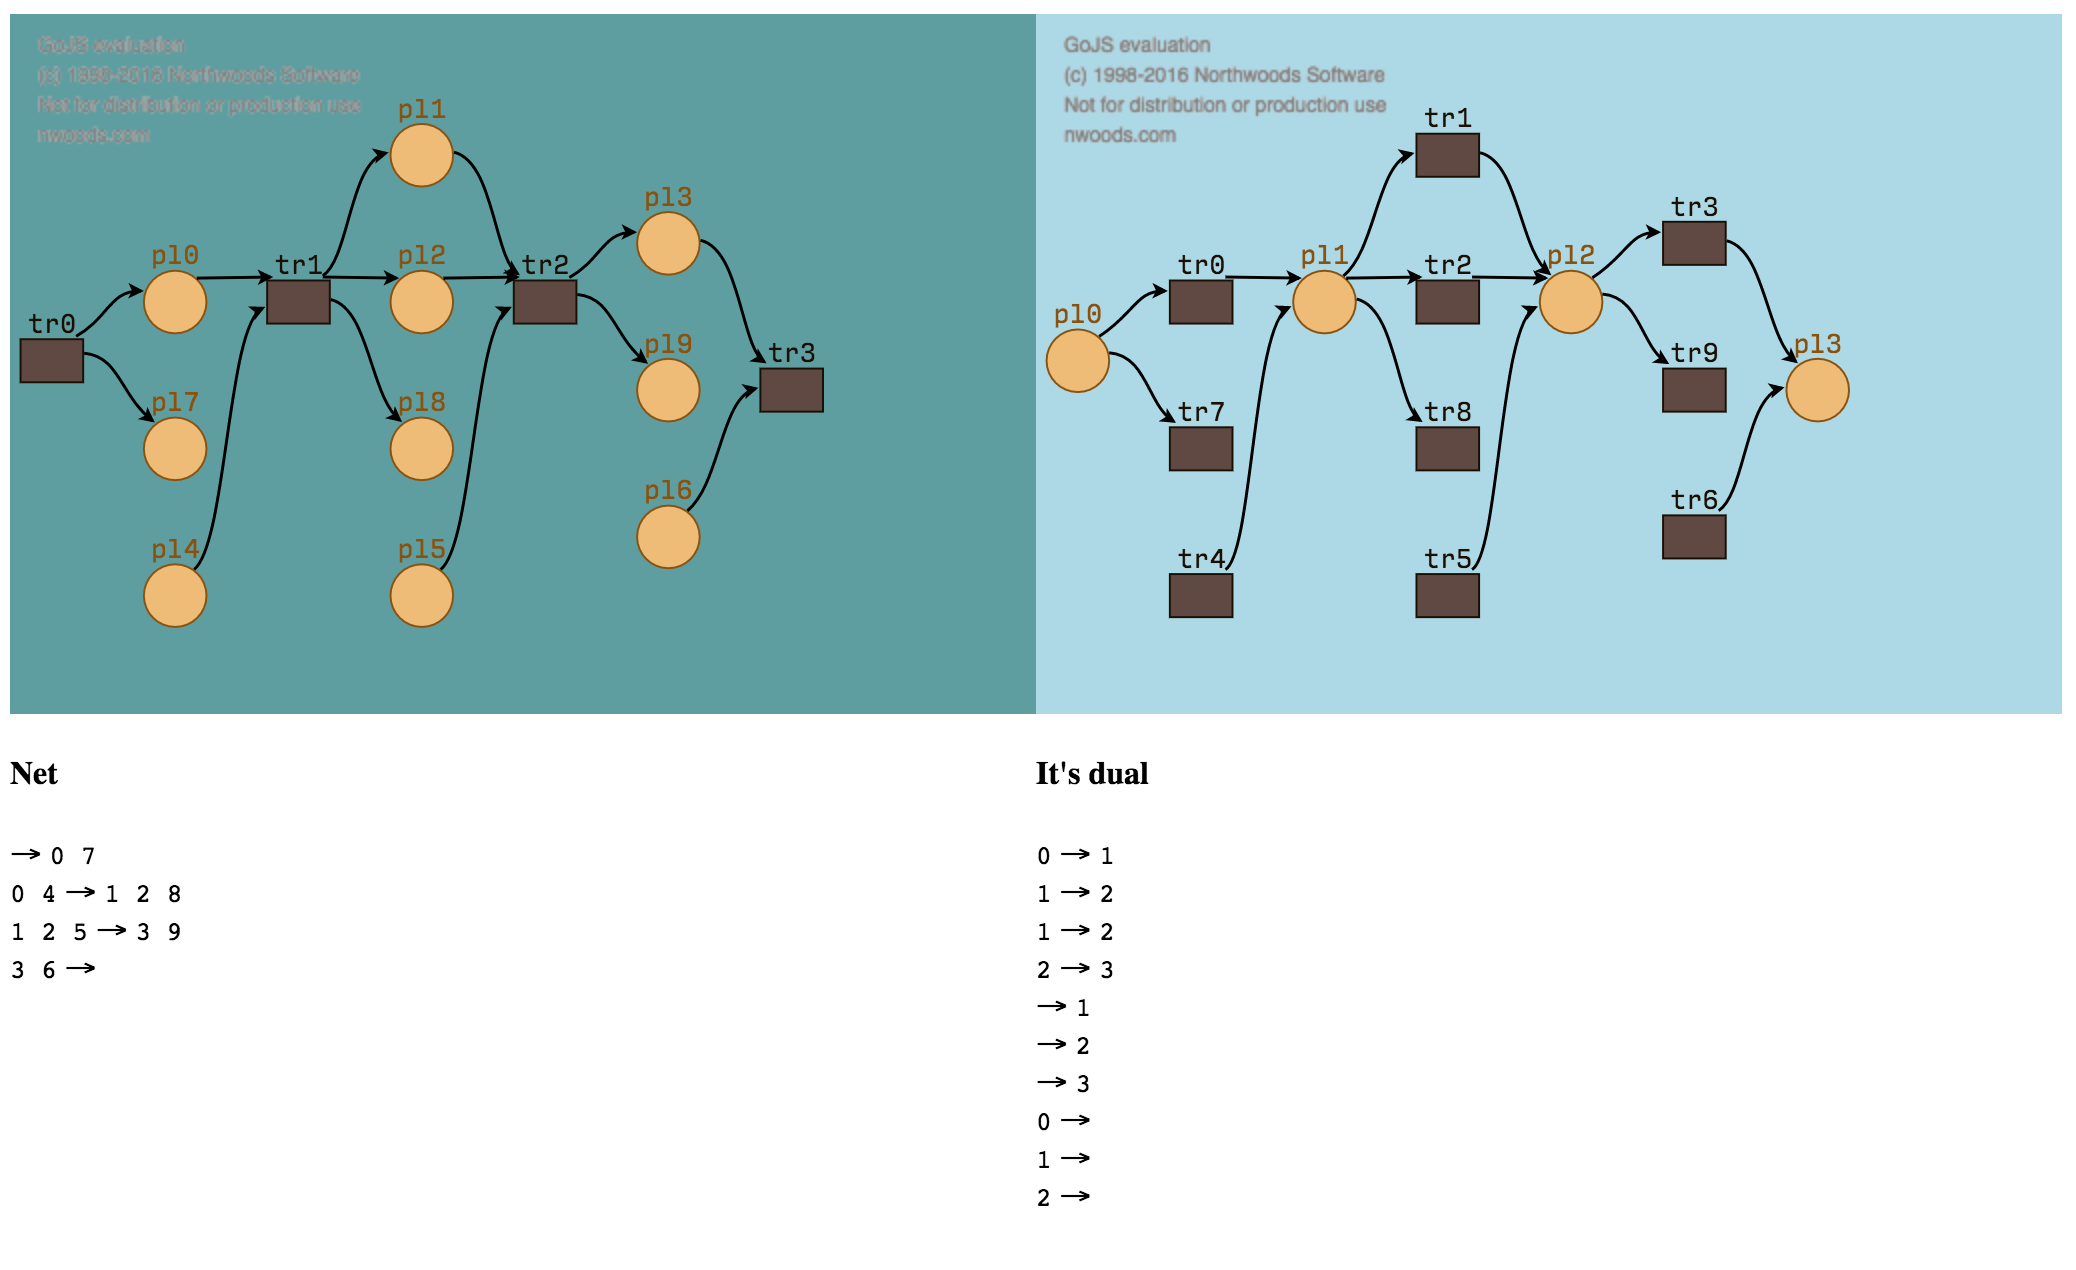 GoJS evaluation
(c) 1998-2016 Northwoods Software
Not for distribution or production use
nwoods.com
pl1
pl3
pl0
tr1
pl2
tr2
tr0
pl9
tr3
pl7
pl8
pl6
pl4
pl5
GoJS evaluation
(c) 1998-2016 Northwoods Software
Not for distribution or production use
nwoods.com
tr1
tr3
tr0
pl1
tr2
pl2
pl0
tr9
pl3
tr7
tr8
tr6
tr4
tr5
Net
→ 0 7
0 4 → 1 2 8
1 2 5 → 3 9
3 6 →
It's dual
0 → 1
1 → 2
1 → 2
2 → 3
→ 1
→ 2
→ 3
0 →
1 →
2 →